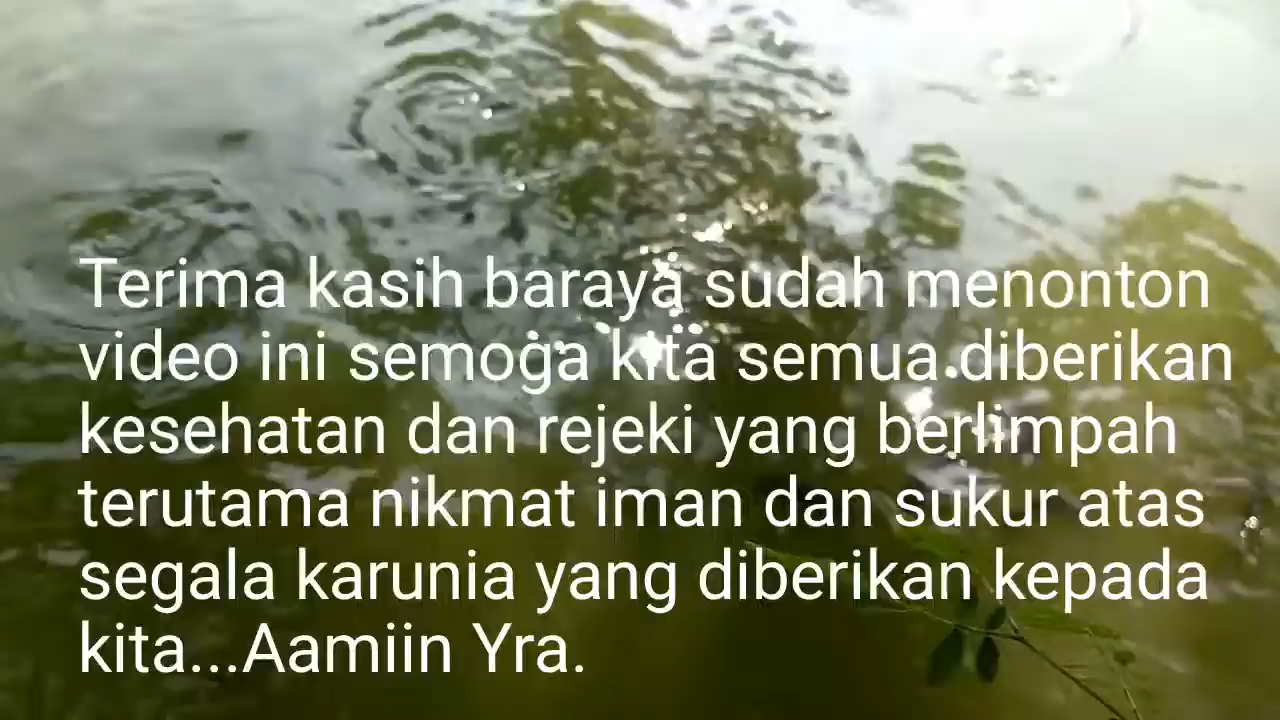 Terima kasih baraya sudah menonton
video ini semoga kita semua diberikan
kesehatan dan rejeki yang berlimpah
terutama nikmat iman dan sukur atas
segala karunia yang diberikan kepada
kita...Aamiin Yra.